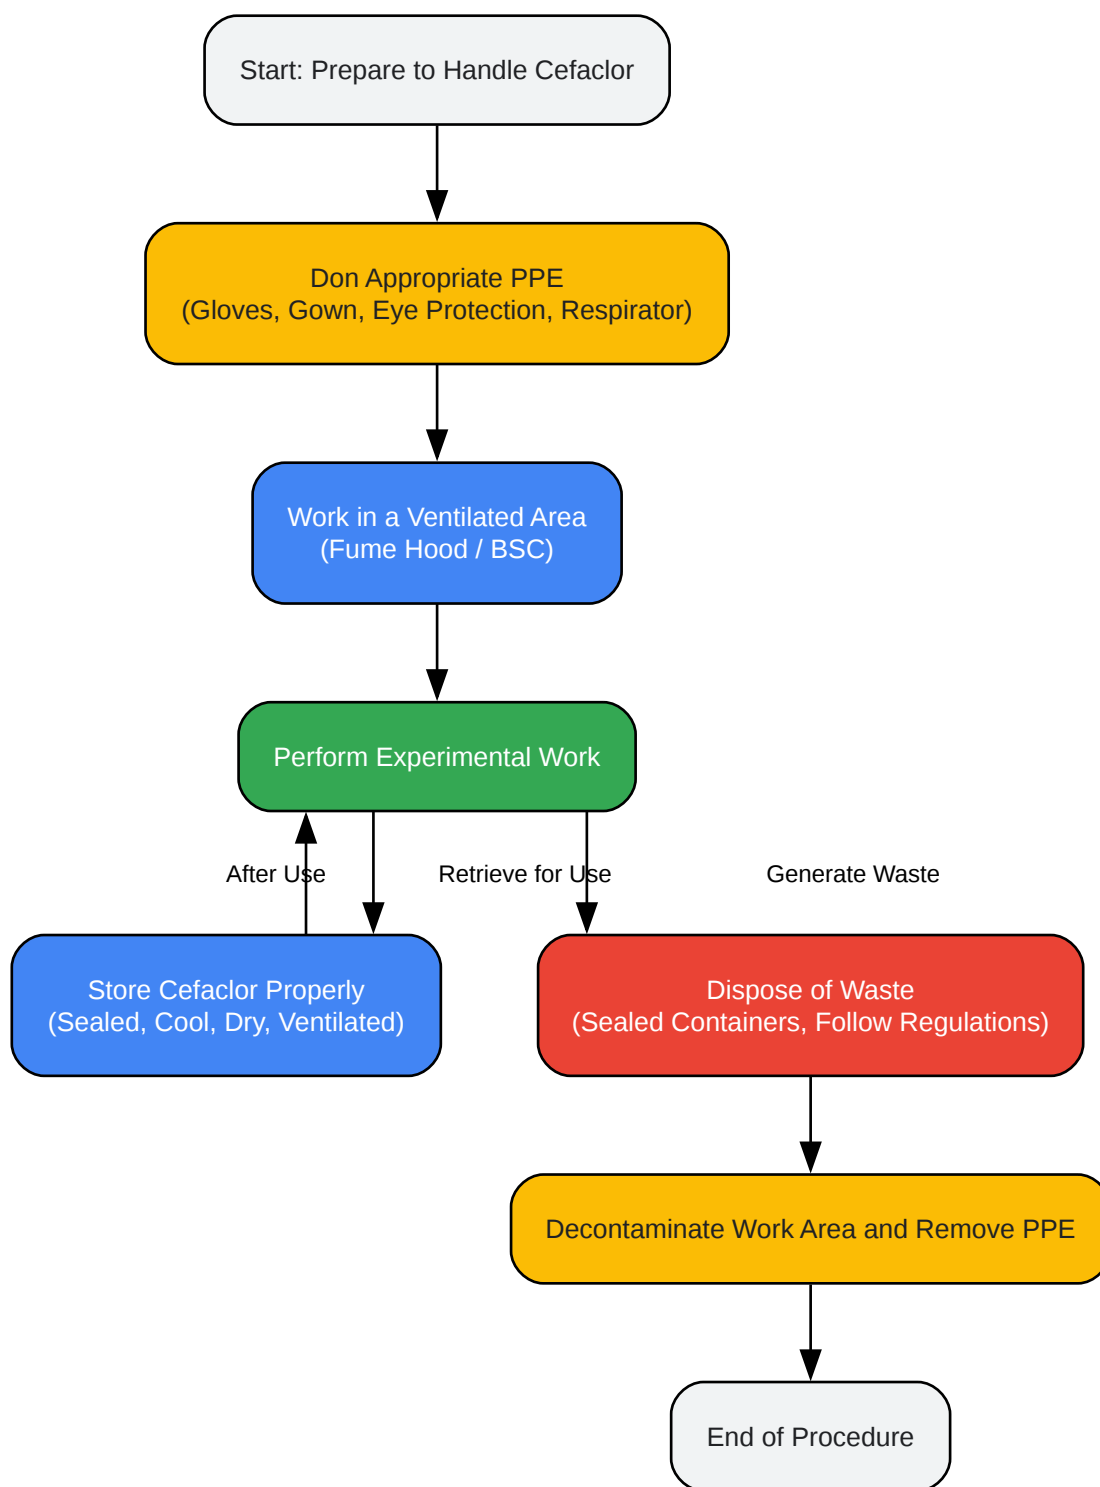 Start: Prepare to Handle Cefaclor
Don Appropriate PPE
(Gloves, Gown, Eye Protection, Respirator)
Work in a Ventilated Area
(Fume Hood / BSC)
Perform Experimental Work
After Use
Retrieve for Use
Generate Waste
Store Cefaclor Properly
(Sealed, Cool, Dry, Ventilated)
Dispose of Waste
(Sealed Containers, Follow Regulations)
Decontaminate Work Area and Remove PPE
End of Procedure